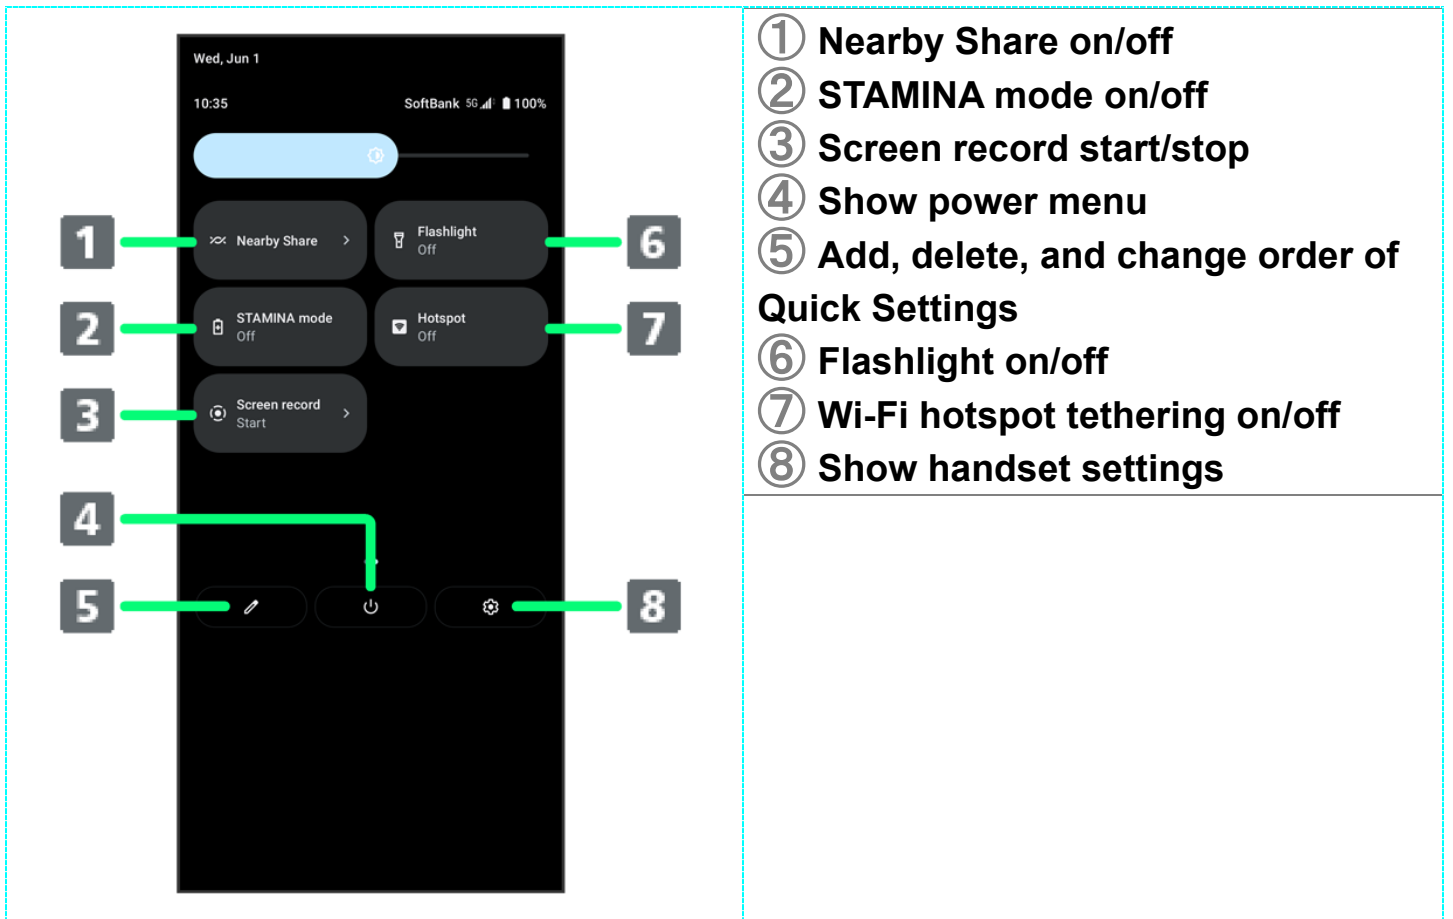 Wed, Jun 1
10:35 SoftBank 5G 100%
1 Nearby Share > Flashlight 6
Off
2 STAMINA mode Hotspot 7
Off Off
3 Screen record >
Start
4
5 8
① Nearby Share on/off
② STAMINA mode on/off
③ Screen record start/stop
④ Show power menu
⑤ Add, delete, and change order of
Quick Settings
⑥ Flashlight on/off
⑦ Wi-Fi hotspot tethering on/off
⑧ Show handset settings